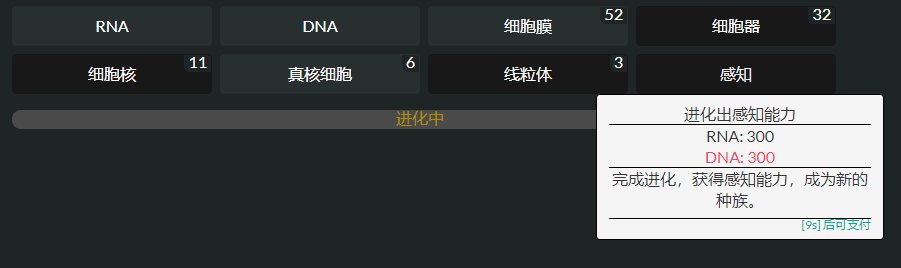 RNA
DNA
细胞膜 52
细胞器 32
细胞核 11
真核细胞 6
线粒体 3
感知
进化中
进化出感知能力
RNA: 300
DNA: 300
完成进化，获得感知能力，成为新的
种族。
[9s] 后可支付